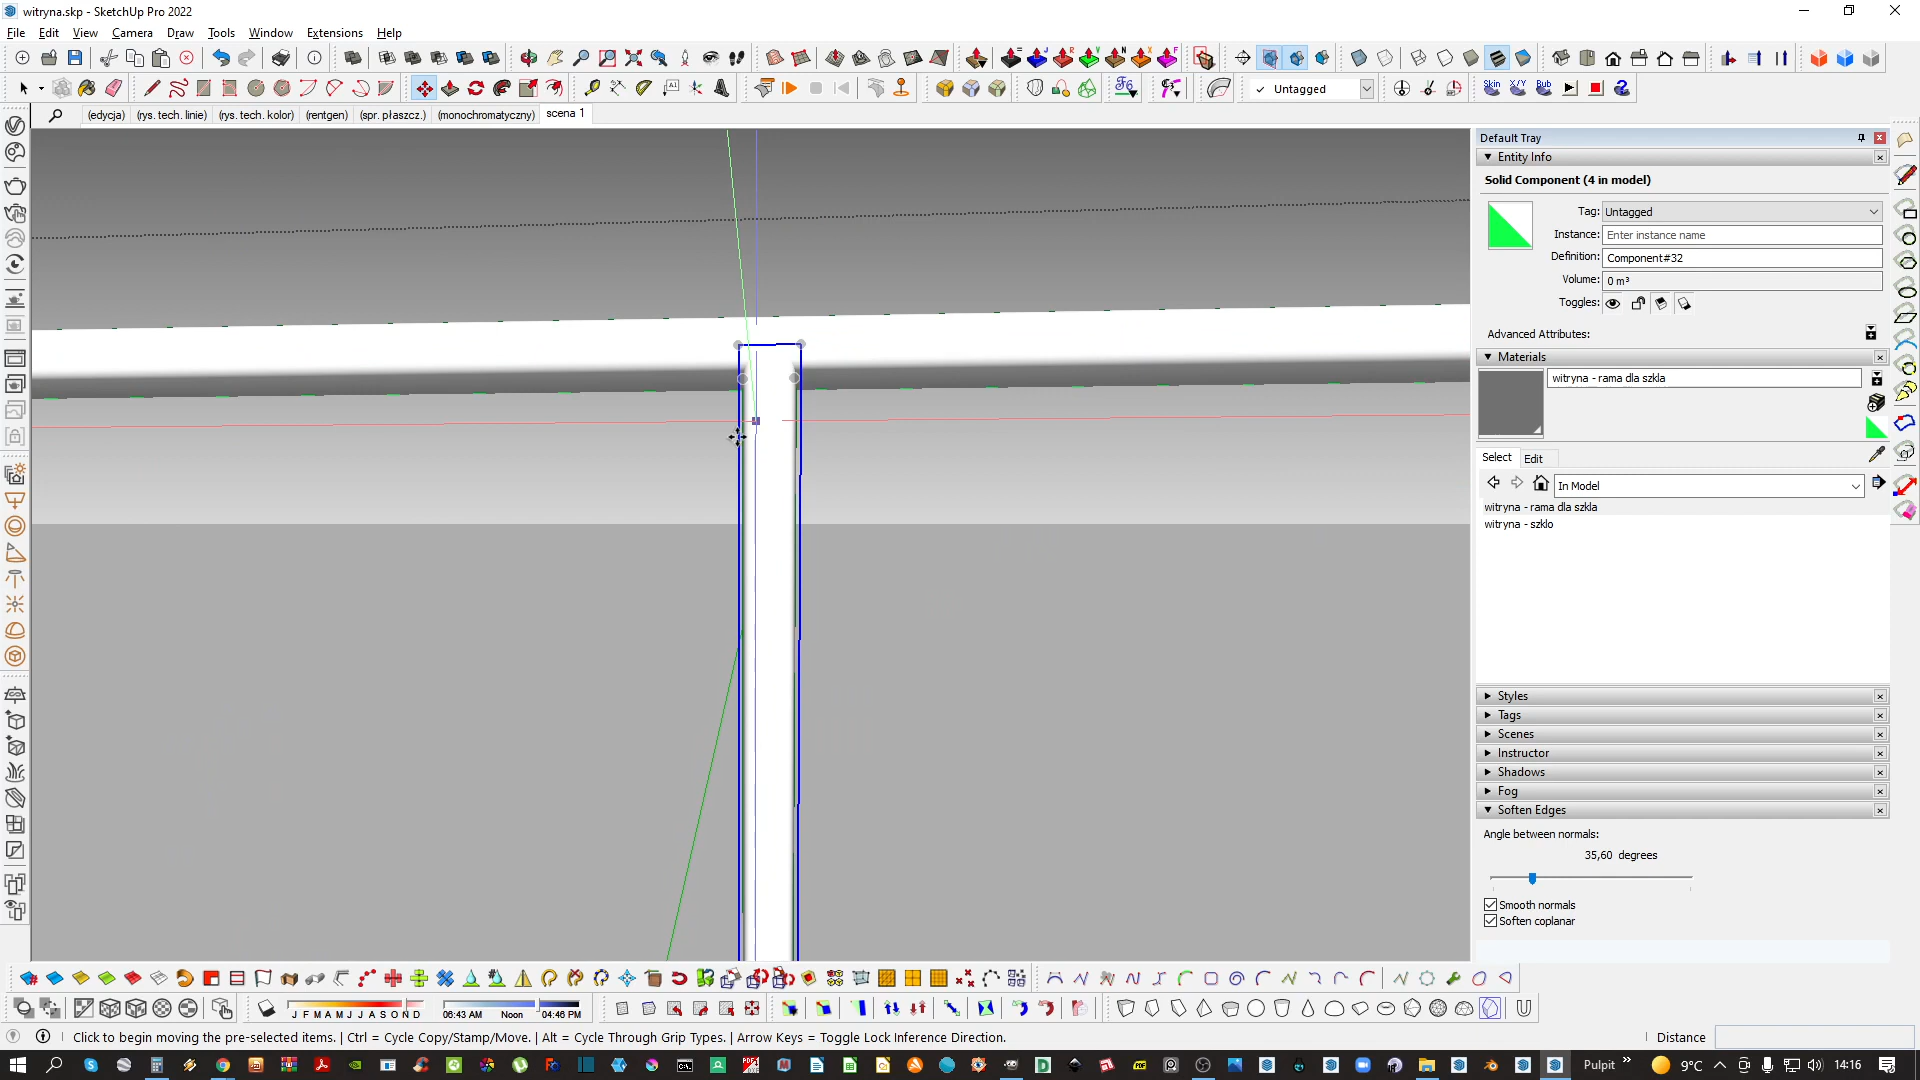 witryna.skp - SketchUp Pro 2022
File Edit View Camera Draw Tools Window Extensions Help
Untagged
Skin X/Y Bub
(edycja) (rys. tech. linie) (rys. tech. kolor) (rentgen) (spr. płaszcz.) (monochromatyczny) scena 1
Default Tray
Entity Info
Solid Component (4 in model)
Tag: Untagged
Instance: Enter instance name
Definition: Component#32
Volume: 0 m³
Toggles:
Advanced Attributes:
Materials
witryna - rama dla szkla
Select Edit
In Model
witryna - rama dla szkla
witryna - szklo
Styles
Tags
Scenes
Instructor
Shadows
Fog
Soften Edges
Angle between normals:
35,60 degrees
Smooth normals
Soften coplanar
J F M A M J J A S O N D 06:43 AM Noon 04:46 PM
Click to begin moving the pre-selected items. | Ctrl = Cycle Copy/Stamp/Move. | Alt = Cycle Through Grip Types. | Arrow Keys = Toggle Lock Inference Direction.
Distance
Pulpit 9°C 14:16